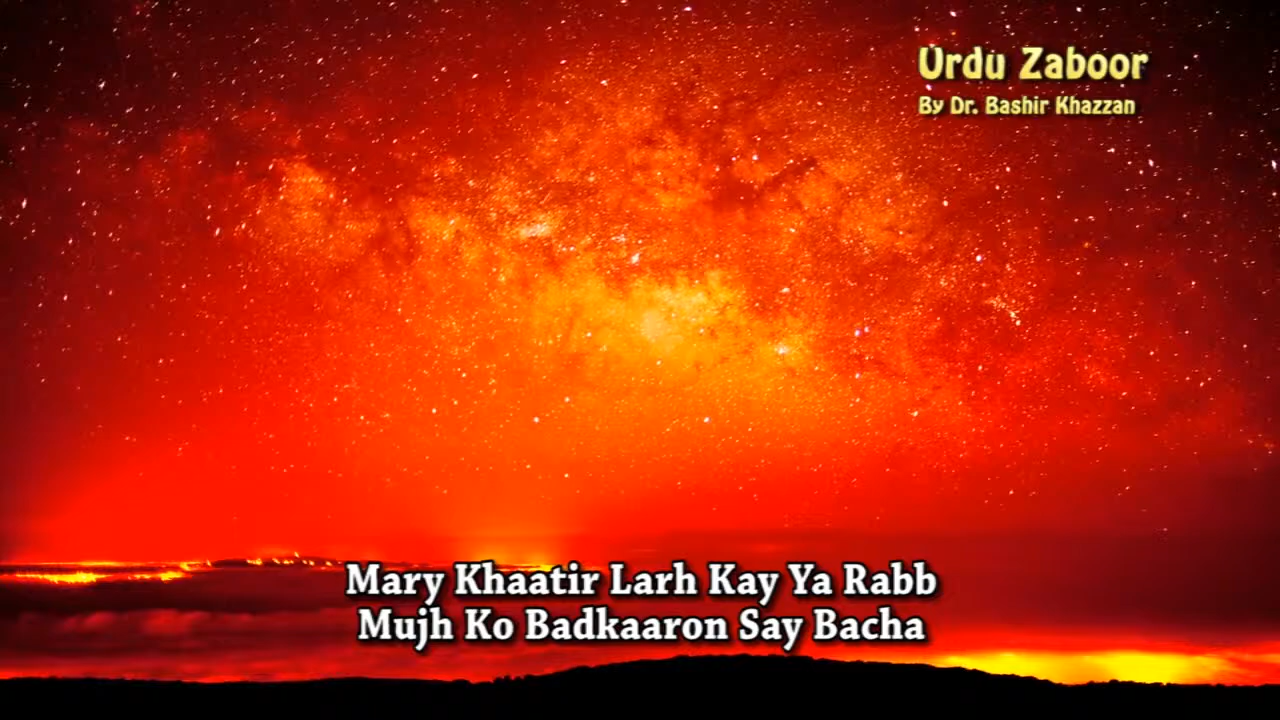 Urdu Zaboor
By Dr. Bashir Khazzan
Mary Khaatir Larh Kay Ya Rabb
Mujh Ko Badkaaron Say Bacha